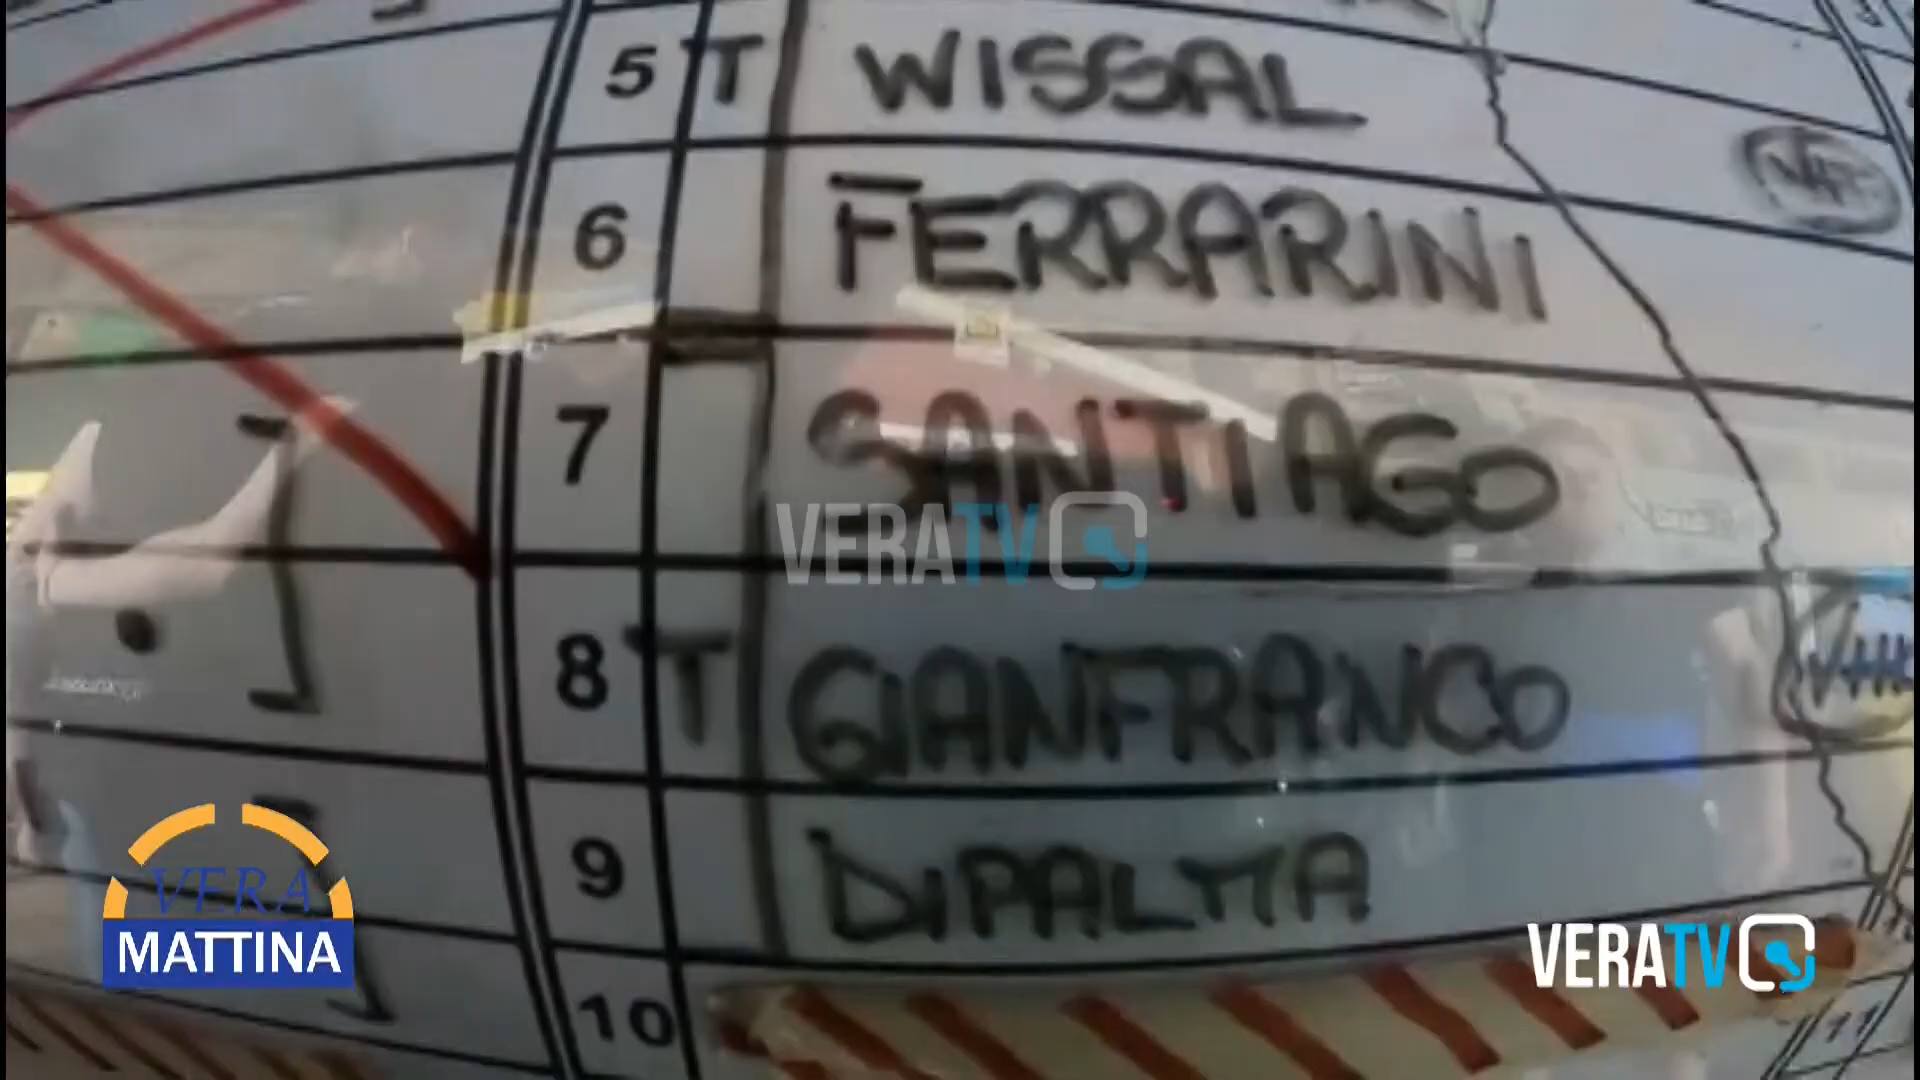 5 T WISSAL
6 FERRARINI
7 SANTIAGO
VERATV
8 T GIANFRANCO
9 DIPALMA
VERA
MATTINA
VERATV
10